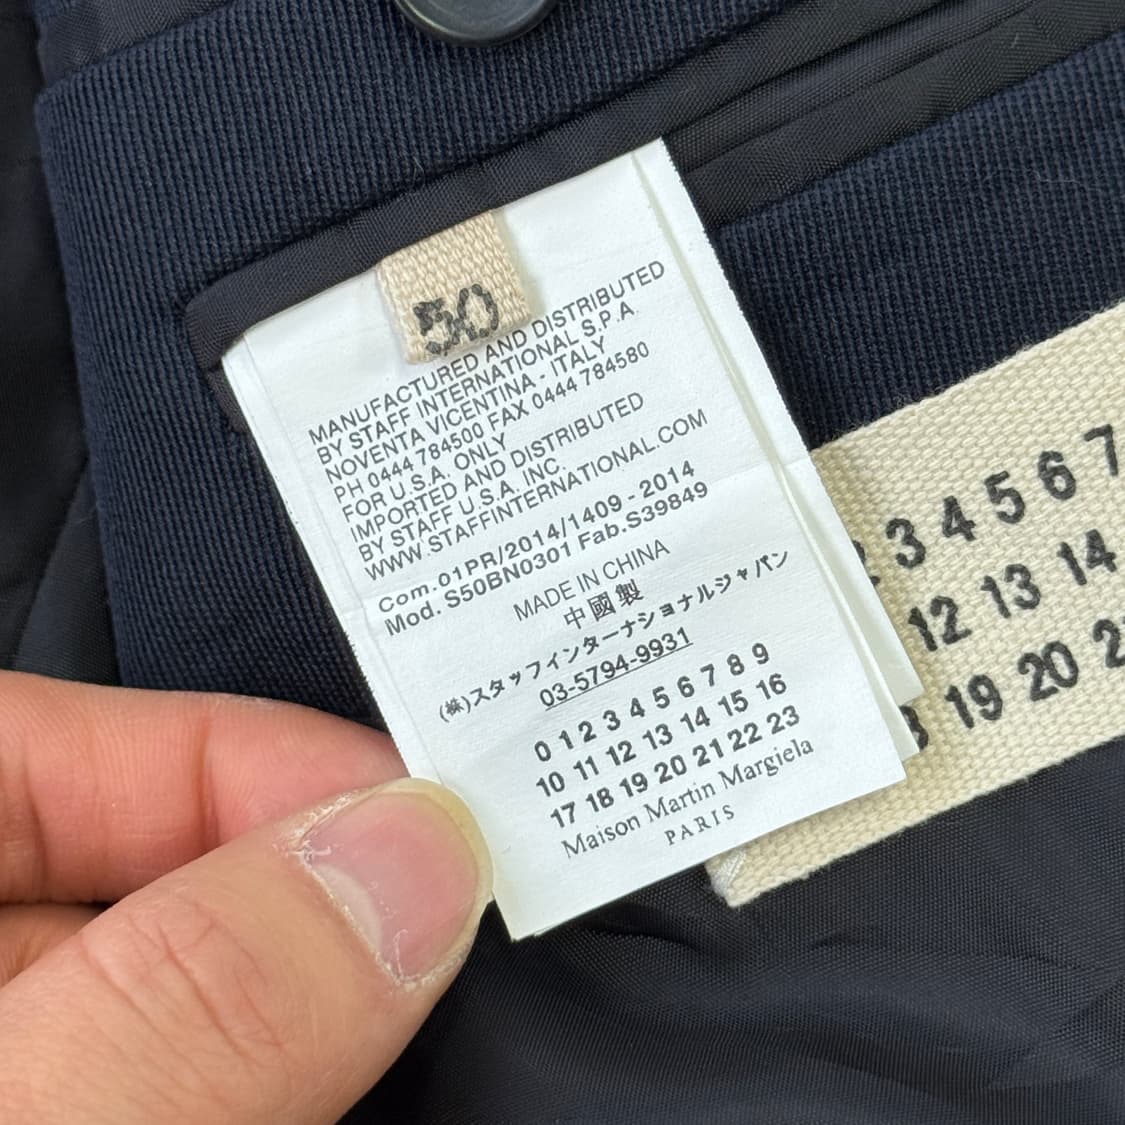 50
MANUFACTURED AND DISTRIBUTED
BY STAFF INTERNATIONAL S.P.A
NOVENTA VICENTINA - ITALY
PH 0444 784500 FAX 0444 784580
FOR U.S.A. ONLY
IMPORTED AND DISTRIBUTED
BY STAFF U.S.A. INC.
WWW.STAFFINTERNATIONAL.COM
Com.01PR/2014/1409 - 2014
Mod. S50BN0301 Fab.S39849
MADE IN CHINA
中國製
(株)スタッフインターナショナルジャパン
03-5794-9931
0 1 2 3 4 5 6 7 8 9
10 11 12 13 14 15 16
17 18 19 20 21 22 23
Maison Martin Margiela
PARIS
3 4 5 6 7
12 13 14
19 20